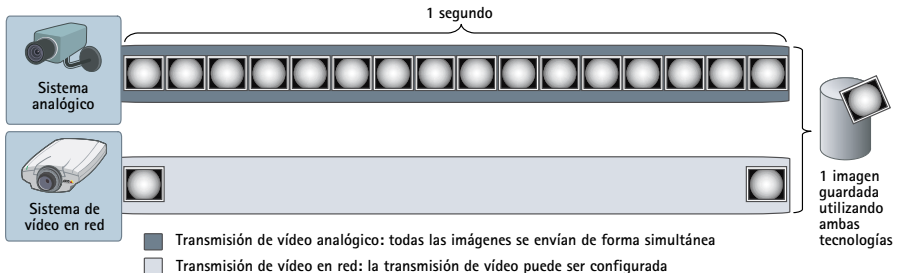 1 segundo
Sistema
analógico
Sistema de
vídeo en red
1 imagen
guardada
utilizando
ambas
tecnologías
Transmisión de vídeo analógico: todas las imágenes se envían de forma simultánea
Transmisión de vídeo en red: la transmisión de vídeo puede ser configurada